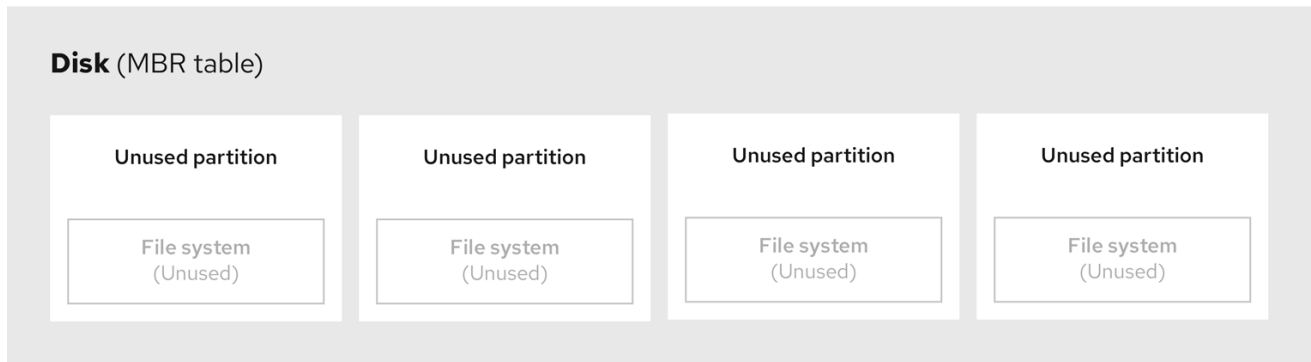 Disk (MBR table)
Unused partition
File system
(Unused)
Unused partition
File system
(Unused)
Unused partition
File system
(Unused)
Unused partition
File system
(Unused)